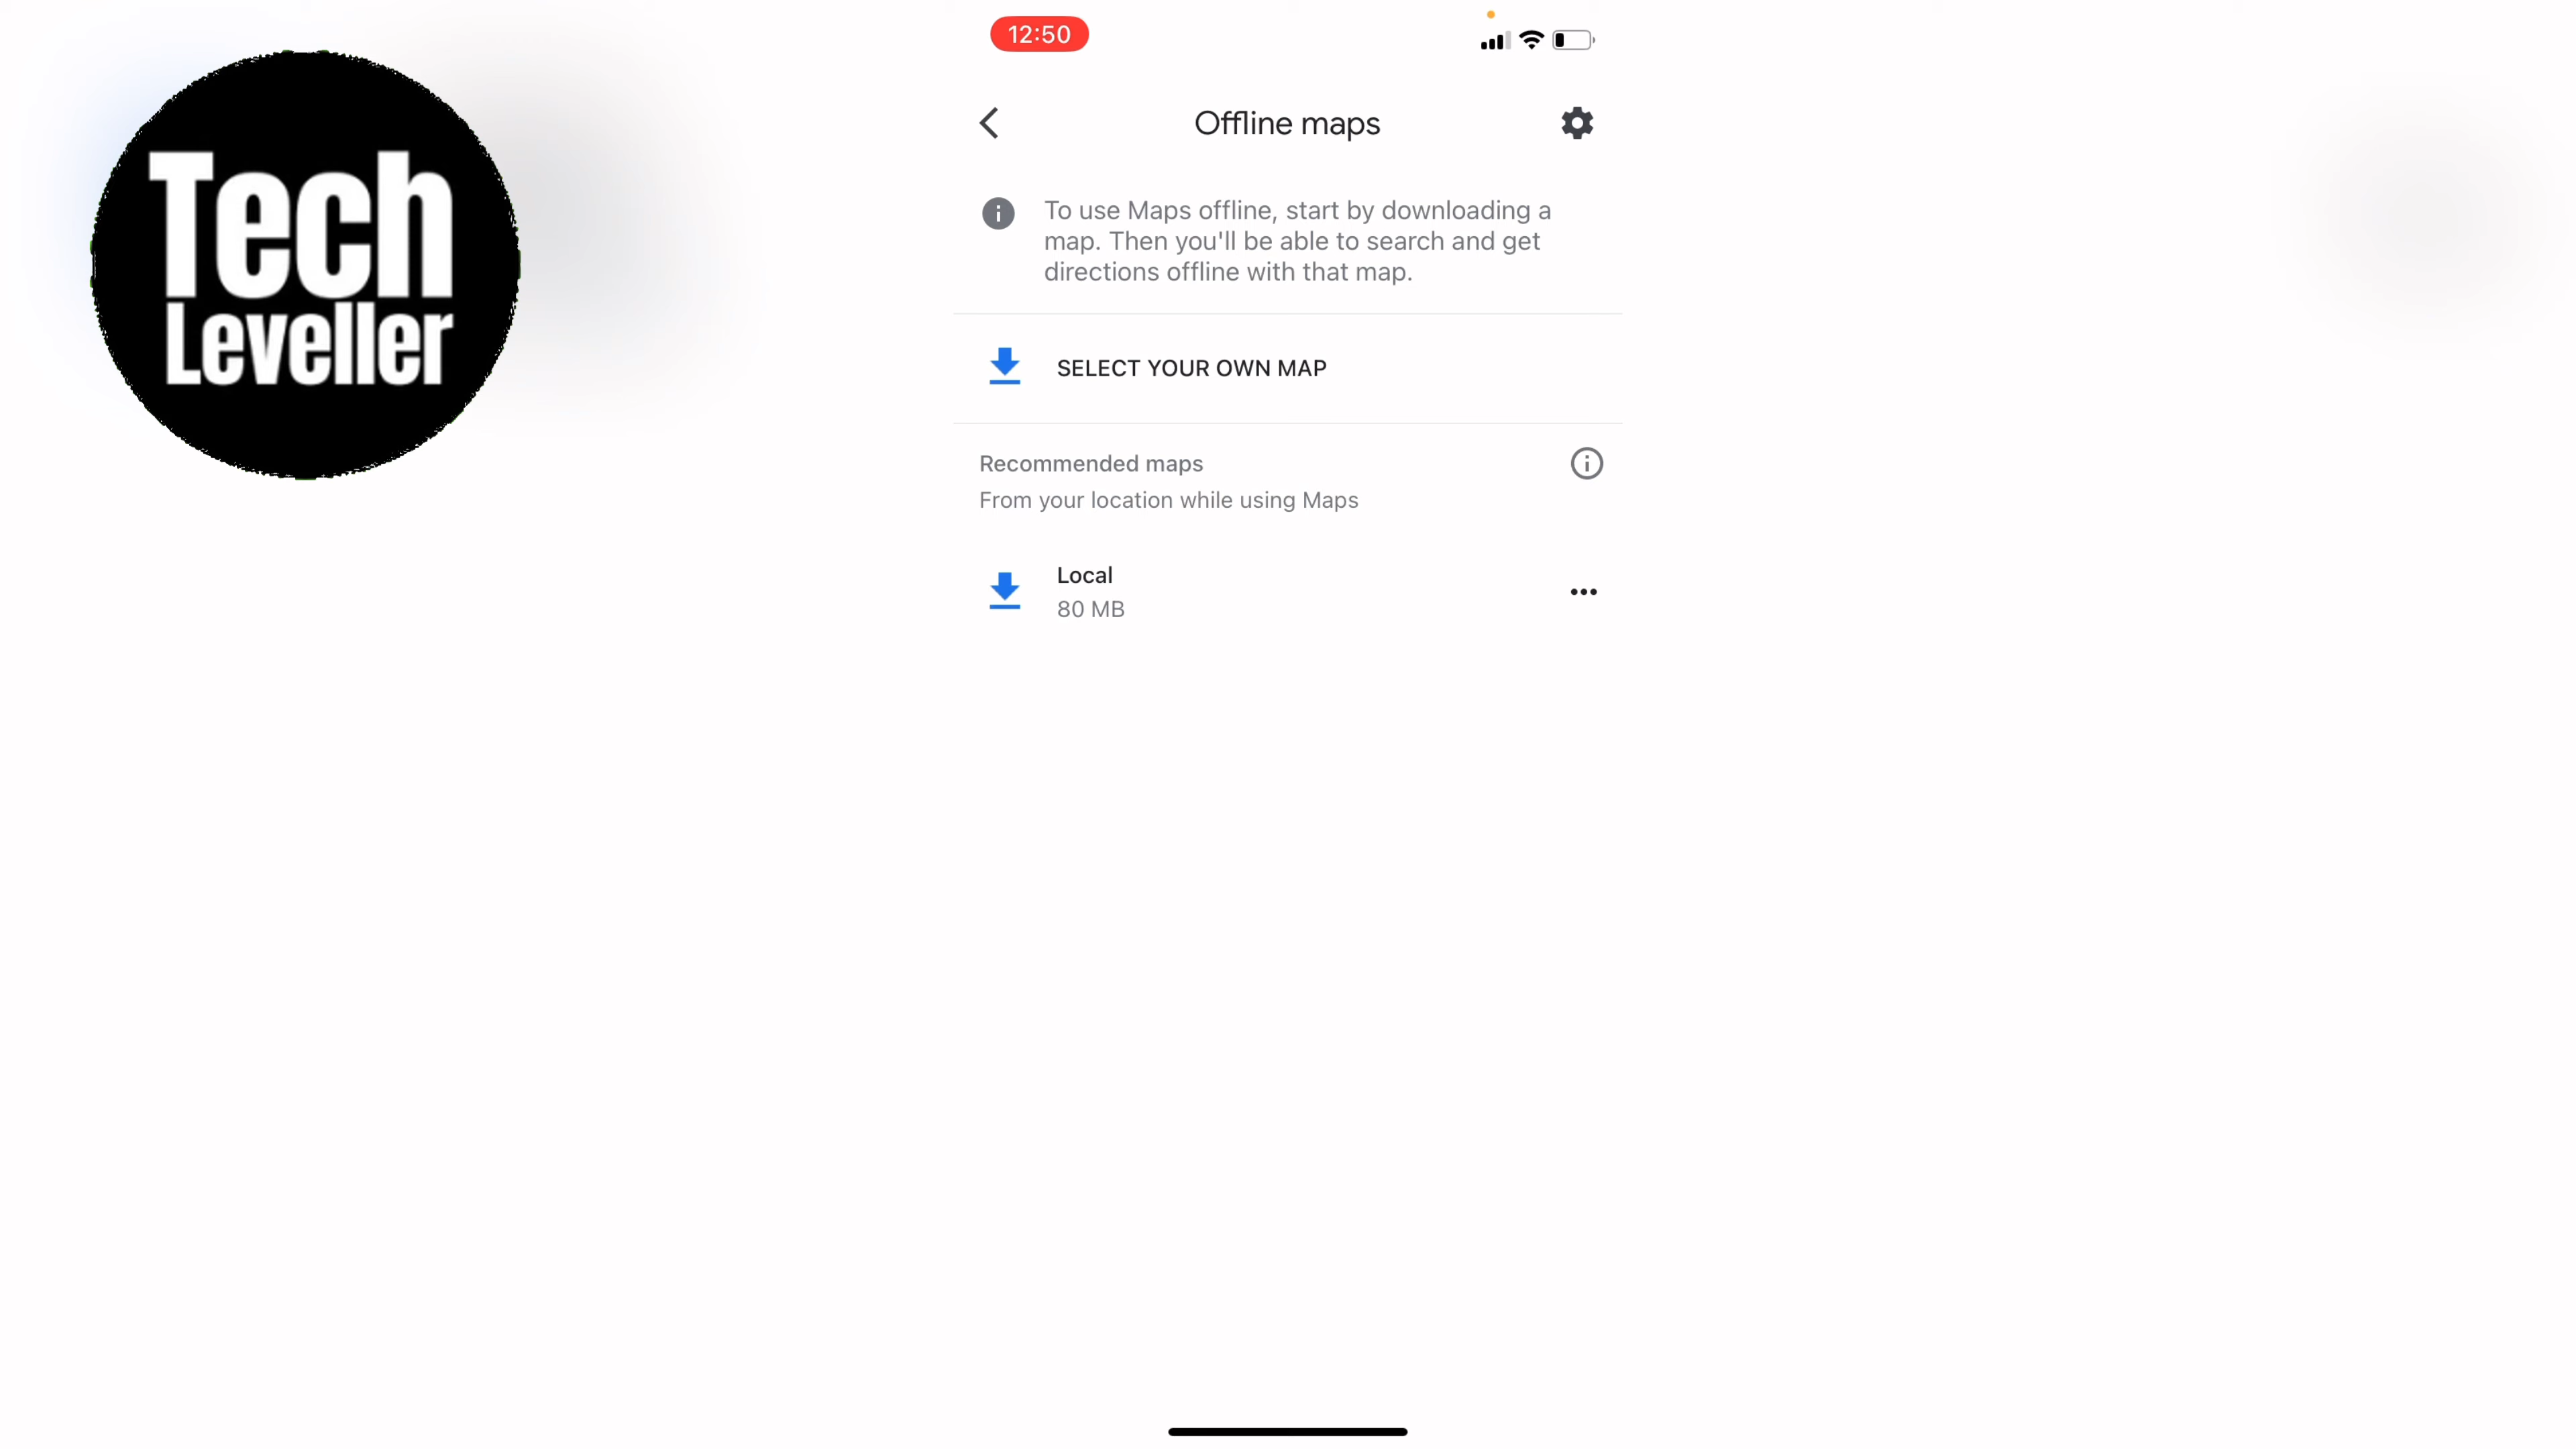 Tech
Leveller
12:50
Offline maps
To use Maps offline, start by downloading a
map. Then you'll be able to search and get
directions offline with that map.
SELECT YOUR OWN MAP
Recommended maps
From your location while using Maps
Local
80 MB